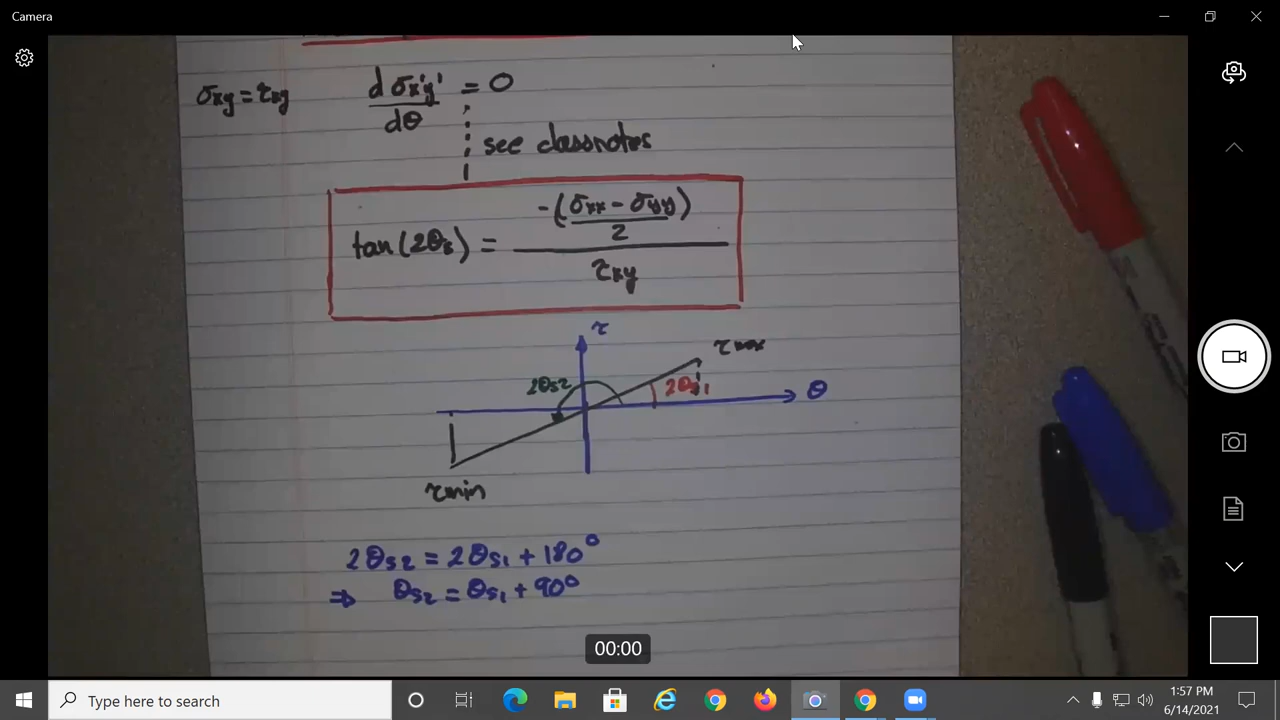 Camera
σxy = τxy
dσx'y'/dθ = 0
see classnotes
tan(2θs) = -(σxx - σyy)/2 / τxy
τ
τmax
2θs2
2θs1
θ
τmin
2θs2 = 2θs1 + 180°
⇒ θs2 = θs1 + 90°
00:00
Type here to search
1:57 PM
6/14/2021